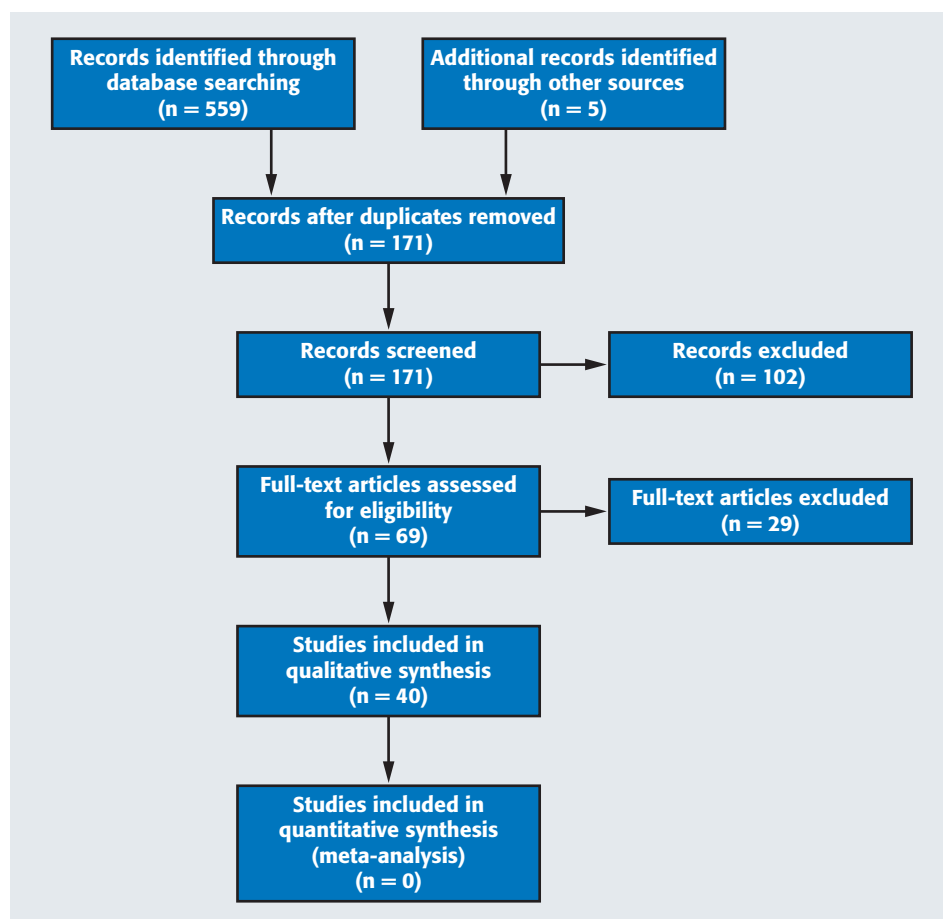 Records identified through
database searching
(n = 559)
Additional records identified
through other sources
(n = 5)
Records after duplicates removed
(n = 171)
Records screened
(n = 171)
Records excluded
(n = 102)
Full-text articles assessed
for eligibility
(n = 69)
Full-text articles excluded
(n = 29)
Studies included in
qualitative synthesis
(n = 40)
Studies included in
quantitative synthesis
(meta-analysis)
(n = 0)